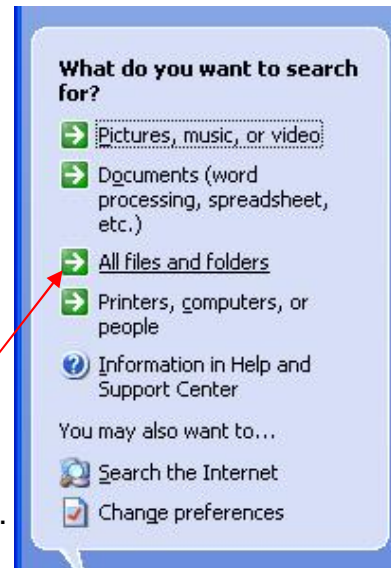 What do you want to search
for?
Pictures, music, or video
Documents (word
processing, spreadsheet,
etc.)
All files and folders
Printers, computers, or
people
Information in Help and
Support Center
You may also want to...
Search the Internet
Change preferences
.